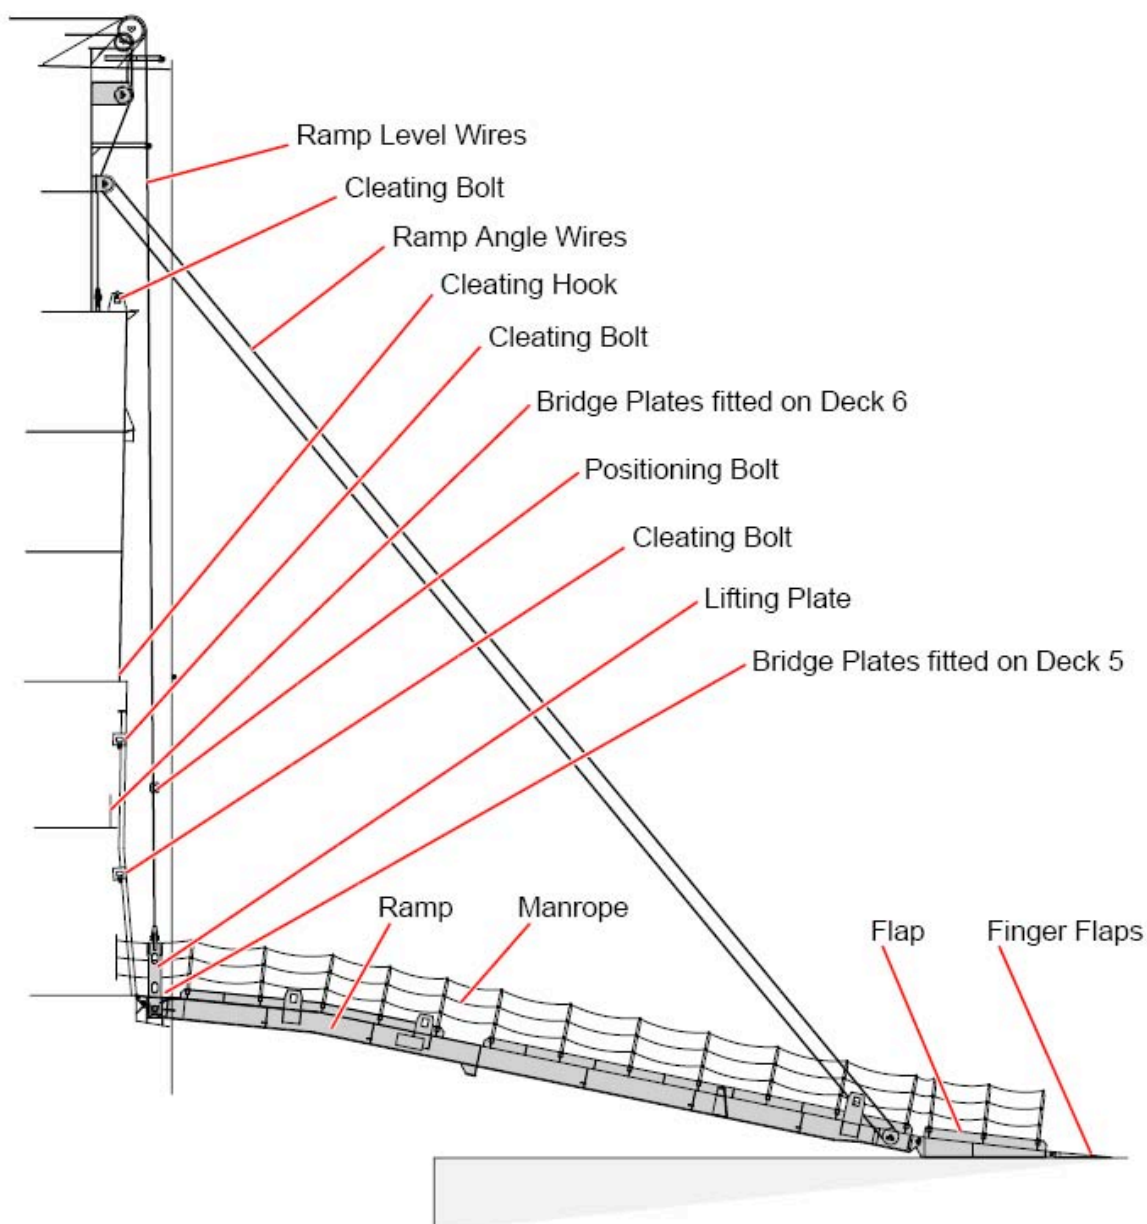 Ramp Level Wires
Cleating Bolt
Ramp Angle Wires
Cleating Hook
Cleating Bolt
Bridge Plates fitted on Deck 6
Positioning Bolt
Cleating Bolt
Lifting Plate
Bridge Plates fitted on Deck 5
Ramp
Manrope
Flap
Finger Flaps